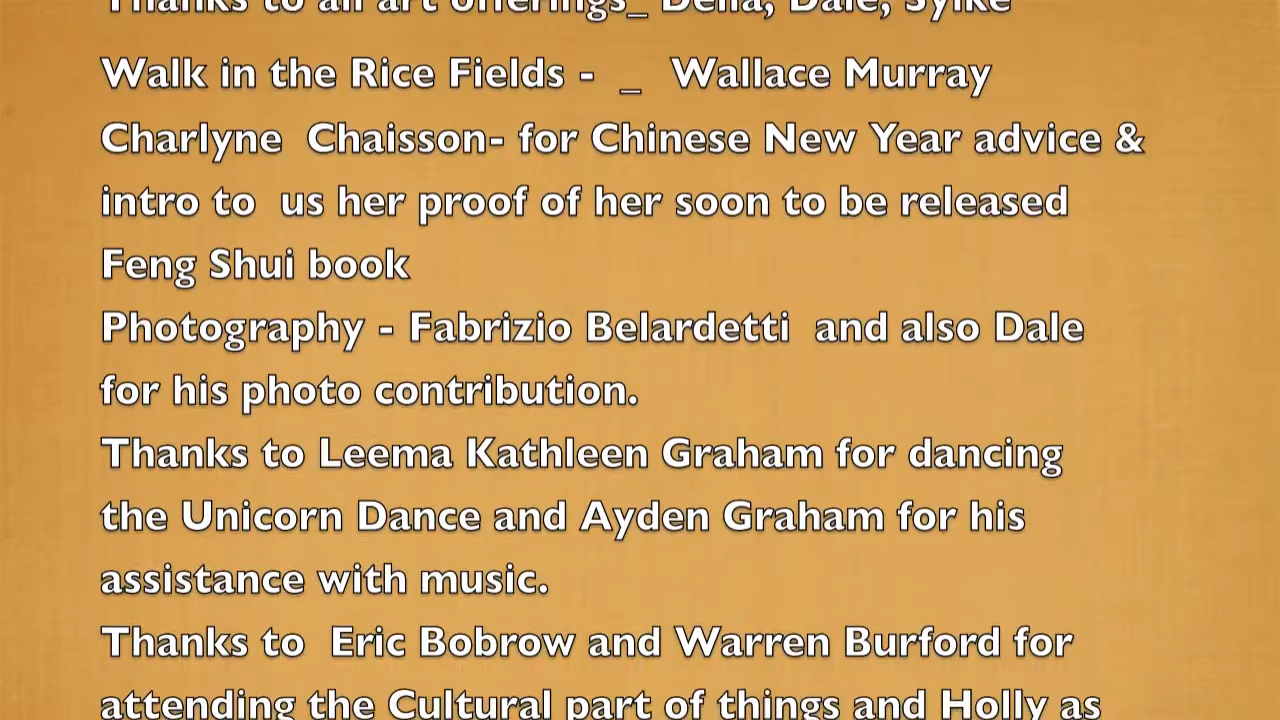 Thanks to all art offerings_ Delia, Dale, Sylke
Walk in the Rice Fields -  _  Wallace Murray
Charlyne  Chaisson- for Chinese New Year advice &
intro to  us her proof of her soon to be released
Feng Shui book
Photography - Fabrizio Belardetti  and also Dale
for his photo contribution.
Thanks to Leema Kathleen Graham for dancing
the Unicorn Dance and Ayden Graham for his
assistance with music.
Thanks to  Eric Bobrow and Warren Burford for
attending the Cultural part of things and Holly as